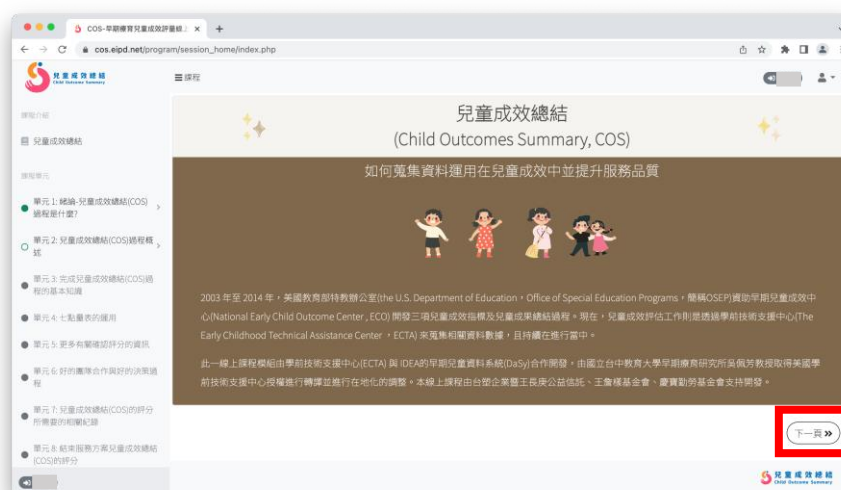 COS-早期療育兒童成效評量線上
cos.eipd.net/program/session_home/index.php
兒童成效總結
Child Outcome Summary
課程
課程介紹
兒童成效總結
課程單元
單元 1: 緒論-兒童成效總結(COS)
過程是什麼?
單元 2: 兒童成效總結(COS)過程概
述
單元 3: 完成兒童成效總結(COS)過
程的基本知識
單元 4: 七點量表的運用
單元 5: 更多有關確認評分的資訊
單元 6: 好的團隊合作與好的決策過
程
單元 7: 兒童成效總結(COS)的評分
所需要的相關紀錄
單元 8: 結束服務方案兒童成效總結
(COS)的評分
兒童成效總結
(Child Outcomes Summary, COS)
如何蒐集資料運用在兒童成效中並提升服務品質
2003 年至 2014 年,美國教育部特教辦公室(the U.S. Department of Education,Office of Special Education Programs,簡稱OSEP)資助早期兒童成效中
心(National Early Child Outcome Center , ECO) 開發三項兒童成效指標及兒童成果總結過程。現在,兒童成效評估工作則是透過學前技術支援中心(The
Early Childhood Technical Assistance Center ,ECTA) 來蒐集相關資料數據,且持續在進行當中。
此一線上課程模組由學前技術支援中心(ECTA) 與 IDEA的早期兒童資料系統(DaSy)合作開發,由國立台中教育大學早期療育研究所吳佩芳教授取得美國學
前技術支援中心授權進行轉譯並進行在地化的調整。本線上課程由台塑企業暨王長庚公益信託、王詹樣基金會、慶寶勤勞基金會支持開發。
下一頁
兒童成效總結
Child Outcome Summary